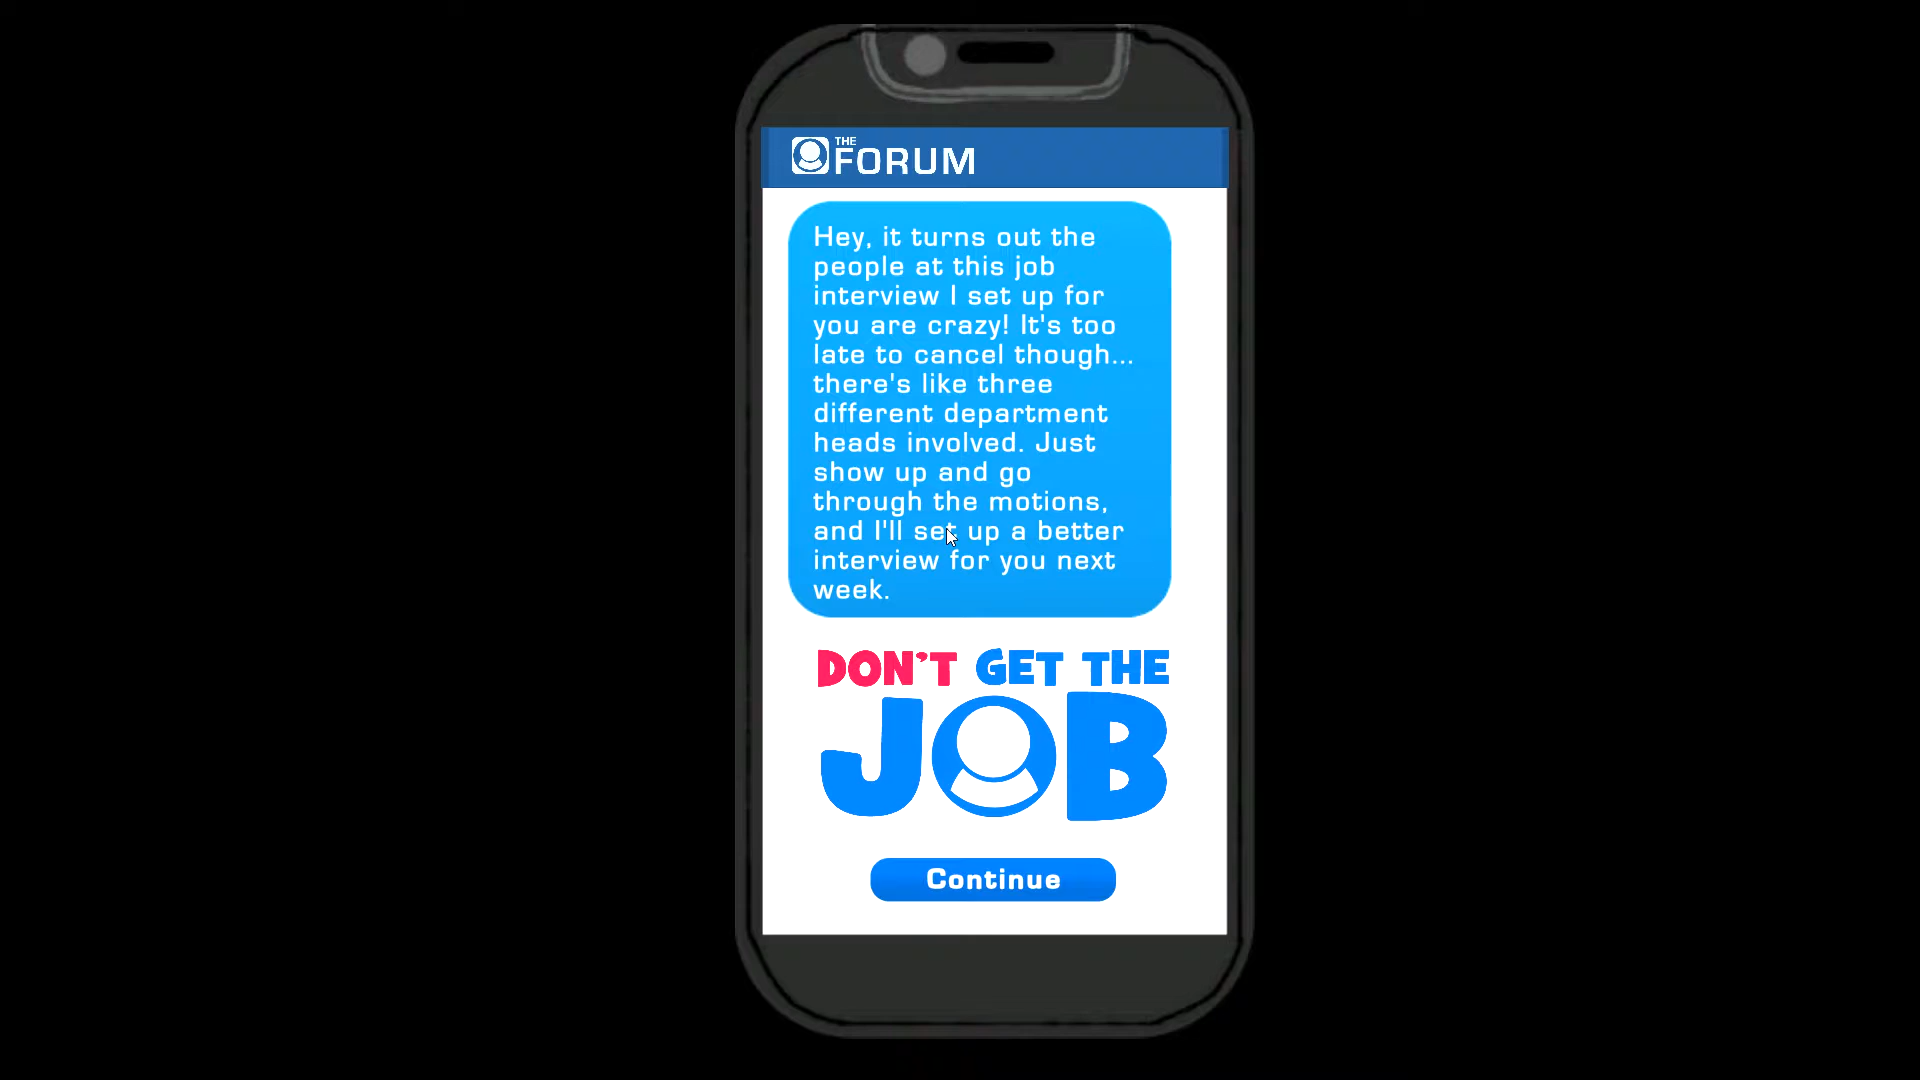 THE
FORUM
Hey, it turns out the
people at this job
interview I set up for
you are crazy! It's too
late to cancel though...
there's like three
different department
heads involved. Just
show up and go
through the motions,
and I'll set up a better
interview for you next
week.
DON'T GET THE
JOB
Continue